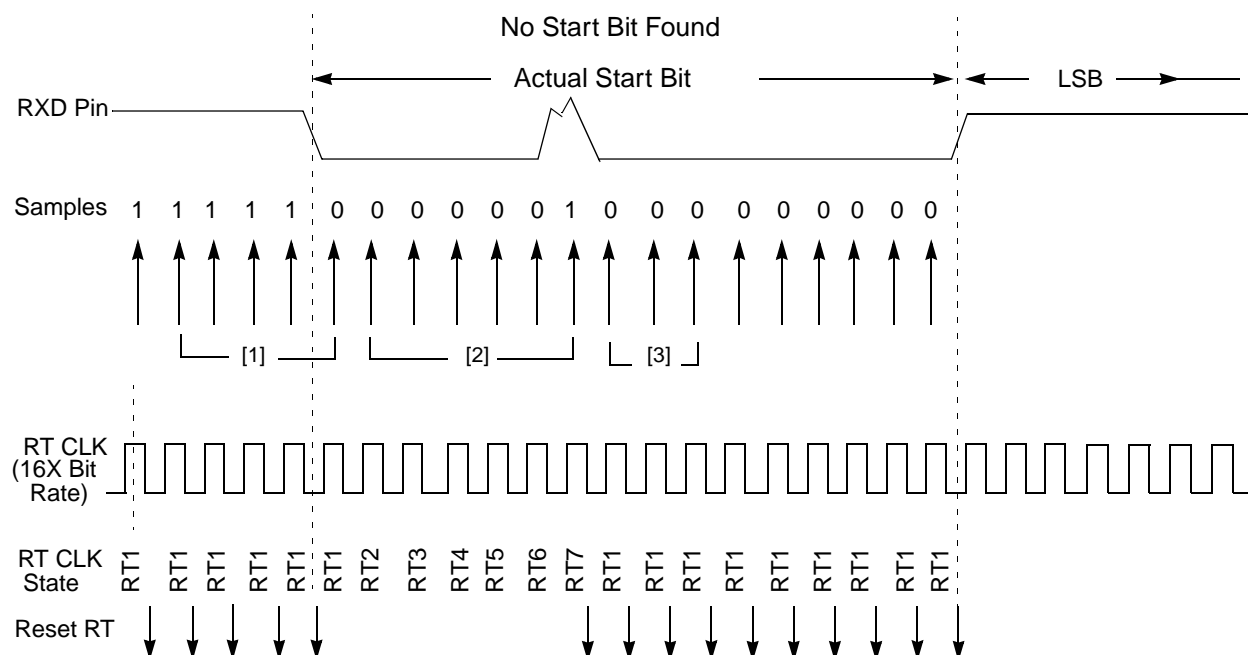 No Start Bit Found
Actual Start Bit
LSB
RXD Pin
Samples 1 1 1 1 1 0 0 0 0 0 0 1 0 0 0 0 0 0 0 0 0
[1] [2] [3]
RT CLK
(16X Bit
Rate)
RT CLK
State
RT1 RT1 RT1 RT1 RT1 RT1 RT2 RT3 RT4 RT5 RT6 RT7 RT1 RT1 RT1 RT1 RT1 RT1 RT1 RT1 RT1
Reset RT